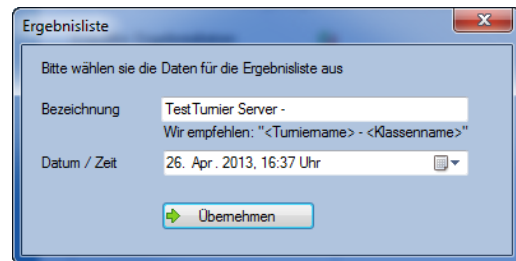 Ergebnisliste
Bitte wählen sie die Daten für die Ergebnisliste aus
Bezeichnung TestTurnier Server -
Wir empfehlen: "<Turniername> - <Klassenname>"
Datum / Zeit 26. Apr . 2013, 16:37 Uhr
Übernehmen